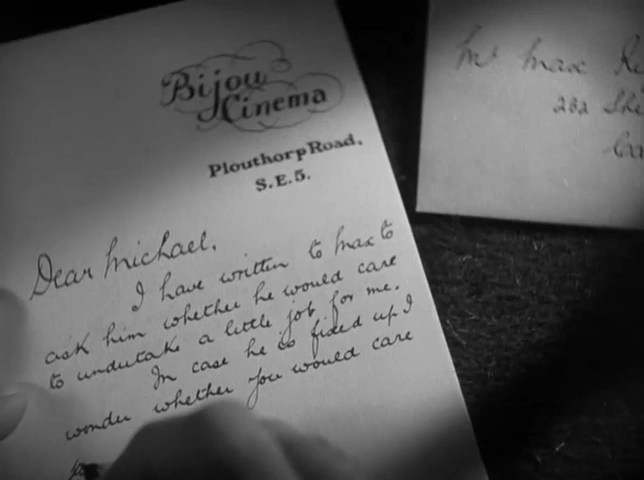 Bijou
Cinema
Plouthorp Road,
S.E.5.
Dear Michael,
I have written to Max to
ask him whether he would care
to undertake a little job for me.
In case he is fixed up I
wonder whether you would care
Mr Max
282